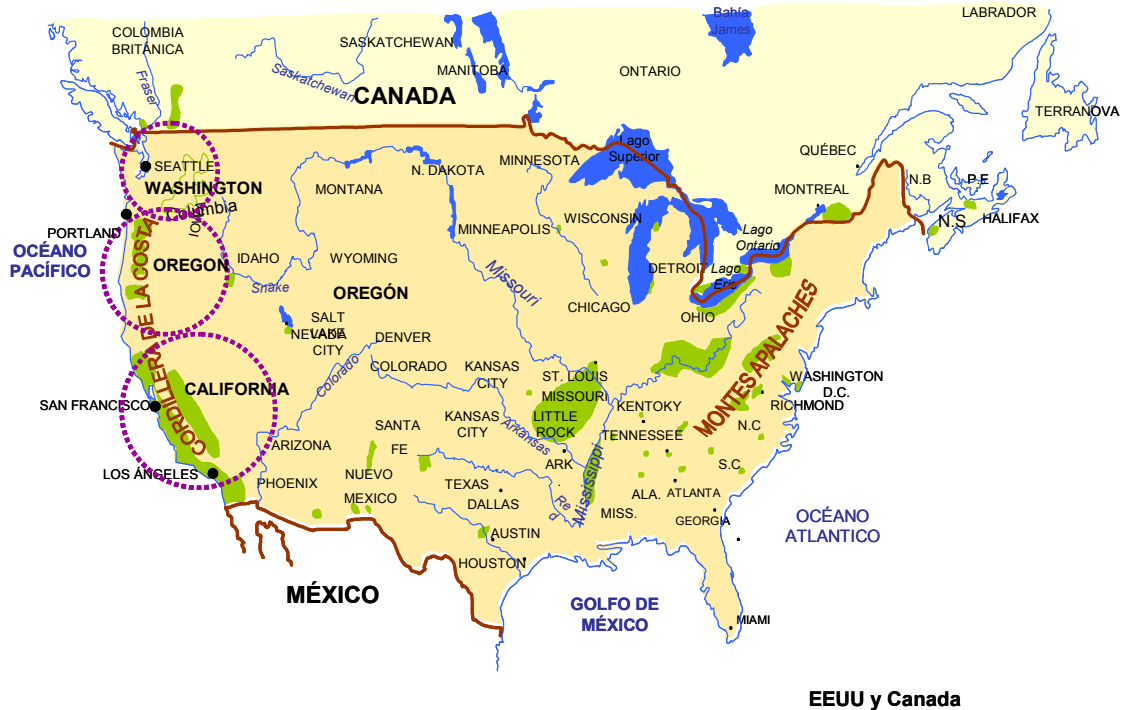 Bahía
James
LABRADOR
COLOMBIA
BRITÁNICA
SASKATCHEWAN
MANITOBA
ONTARIO
Fraser
Saskatchewan
CANADA
TERRANOVA
SEATTLE
WASHINGTON
Columbia
MONTANA
N. DAKOTA
MINNESOTA
Lago
Superior
QUÉBEC
MONTREAL
N.B
P.E
N.S
HALIFAX
PORTLAND
OCÉANO
PACÍFICO
OREGON
IDAHO
Snake
WYOMING
OREGÓN
WISCONSIN
MINNEAPOLIS
Missouri
Lago
Ontario
DETROIT
Lago
Erie
CHICAGO
OHIO
CORDILLERA DE LA COSTA
NEVADA
SALT
LAKE
CITY
DENVER
COLORADO
Colorado
KANSAS
CITY
ST. LOUIS
MISSOURI
MONTES APALACHES
WASHINGTON
D.C.
RICHMOND
CALIFORNIA
SAN FRANCISCO
KANSAS
CITY
LITTLE
ROCK
KENTOKY
TENNESSEE
N.C
SANTA
FE
Arkansas
ARIZONA
LOS ÁNGELES
PHOENIX
NUEVO
MEXICO
TEXAS
DALLAS
ARK
Red
Mississippi
S.C
ALA.
ATLANTA
MISS.
GEORGIA
AUSTIN
HOUSTON
OCÉANO
ATLANTICO
MÉXICO
GOLFO DE
MÉXICO
MIAMI
EEUU y Canada